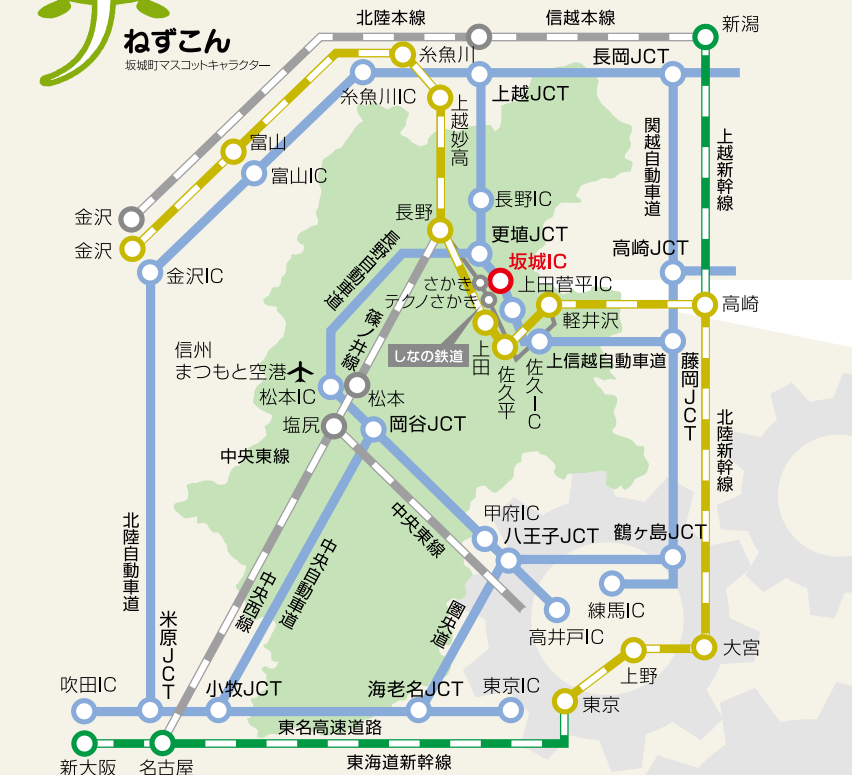 ねずこん
坂城町マスコットキャラクター
北陸本線
信越本線
新潟
糸魚川
長岡JCT
糸魚川IC
上越JCT
上越妙高
関越自動車道
上越新幹線
富山
富山IC
長野IC
金沢
長野
更埴JCT
金沢
高崎JCT
金沢IC
坂城IC
長野自動車道
さかき
上田菅平IC
テクノさかき
高崎
軽井沢
篠ノ井線
しなの鉄道
上田
佐久平
佐久IC
上信越自動車道
藤岡JCT
信州
まつもと空港
松本IC
松本
塩尻
岡谷JCT
中央東線
北陸新幹線
北陸自動車道
中央東線
甲府IC
八王子JCT
鶴ヶ島JCT
中央自動車道
中央西線
圏央道
練馬IC
高井戸IC
米原JCT
大宮
上野
吹田IC
小牧JCT
海老名JCT
東京IC
東京
東名高速道路
新大阪
名古屋
東海道新幹線